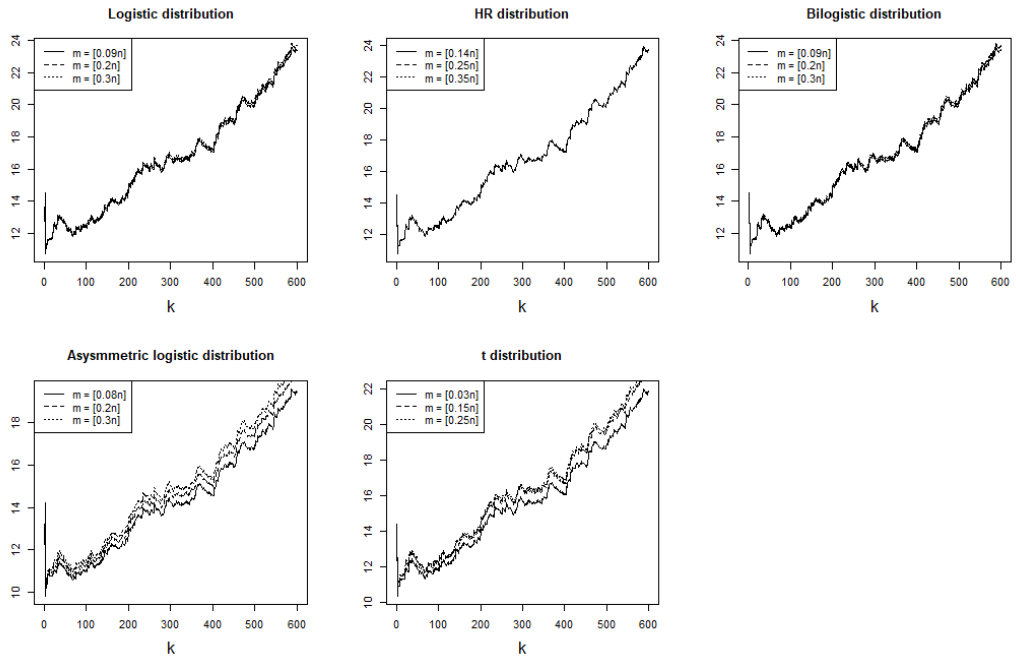 Logistic distribution
HR distribution
Bilogistic distribution
24
22
20
18
16
14
12
m = [0.09n]
m = [0.2n]
m = [0.3n]
0 100 200 300 400 500 600
k
24
22
20
18
16
14
12
m = [0.14n]
m = [0.25n]
m = [0.35n]
0 100 200 300 400 500 600
k
24
22
20
18
16
14
12
m = [0.09n]
m = [0.2n]
m = [0.3n]
0 100 200 300 400 500 600
k
Asysmmetric logistic distribution
t distribution
18
16
14
12
10
m = [0.08n]
m = [0.2n]
m = [0.3n]
0 100 200 300 400 500 600
k
22
20
18
16
14
12
10
m = [0.03n]
m = [0.15n]
m = [0.25n]
0 100 200 300 400 500 600
k